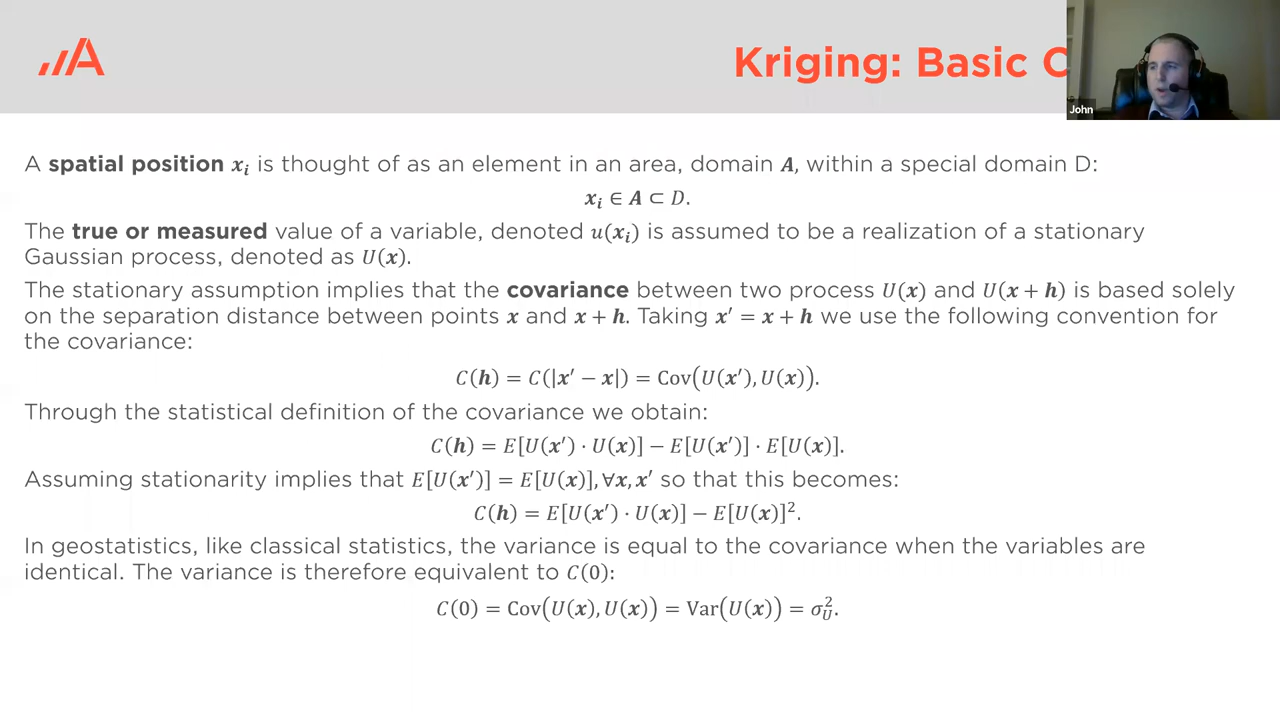 Kriging: Basic C
John
A spatial position 𝒙ᵢ is thought of as an element in an area, domain 𝑨, within a special domain D:
𝒙ᵢ ∈ 𝑨 ⊂ 𝐷.
The true or measured value of a variable, denoted 𝑢(𝒙ᵢ) is assumed to be a realization of a stationary
Gaussian process, denoted as 𝑈(𝒙).
The stationary assumption implies that the covariance between two process 𝑈(𝒙) and 𝑈(𝒙 + 𝒉) is based solely
on the separation distance between points 𝒙 and 𝒙 + 𝒉. Taking 𝒙′ = 𝒙 + 𝒉 we use the following convention for
the covariance:
𝐶(𝒉) = 𝐶(|𝒙′ − 𝒙|) = Cov(𝑈(𝒙′), 𝑈(𝒙)).
Through the statistical definition of the covariance we obtain:
𝐶(𝒉) = 𝐸[𝑈(𝒙′) · 𝑈(𝒙)] − 𝐸[𝑈(𝒙′)] · 𝐸[𝑈(𝒙)].
Assuming stationarity implies that 𝐸[𝑈(𝒙′)] = 𝐸[𝑈(𝒙)], ∀𝒙, 𝒙′ so that this becomes:
𝐶(𝒉) = 𝐸[𝑈(𝒙′) · 𝑈(𝒙)] − 𝐸[𝑈(𝒙)]².
In geostatistics, like classical statistics, the variance is equal to the covariance when the variables are
identical. The variance is therefore equivalent to 𝐶(0):
𝐶(0) = Cov(𝑈(𝒙), 𝑈(𝒙)) = Var(𝑈(𝒙)) = 𝜎_𝑈².